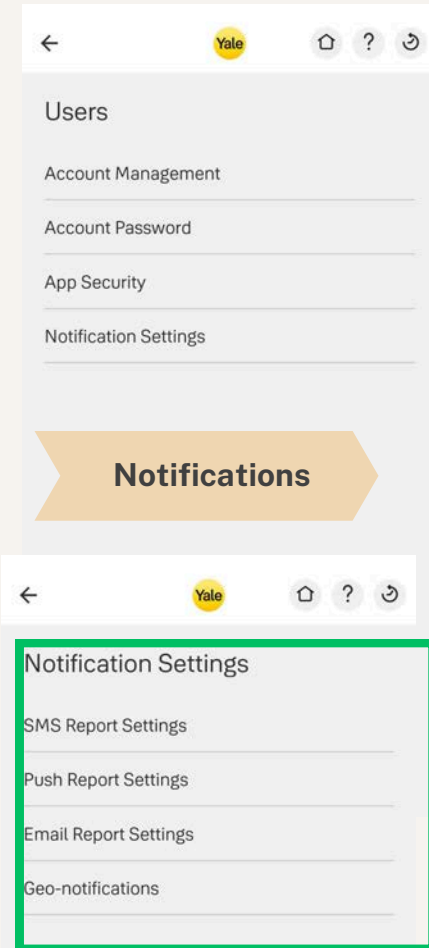 Yale
?
Users
Account Management
Account Password
App Security
Notification Settings
Notifications
Yale
?
Notification Settings
SMS Report Settings
Push Report Settings
Email Report Settings
Geo-notifications